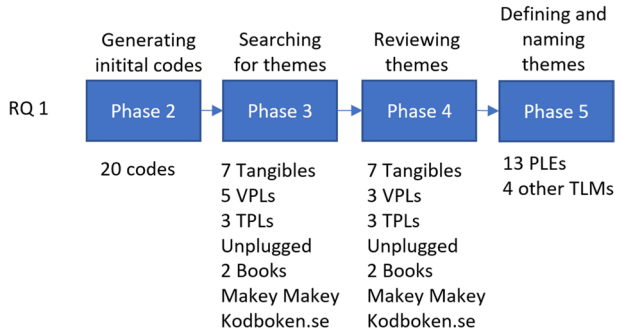 Generating
initital codes
Searching
for themes
Reviewing
themes
Defining and
naming
themes
RQ 1
Phase 2
Phase 3
Phase 4
Phase 5
20 codes
7 Tangibles
5 VPLs
3 TPLs
Unplugged
2 Books
Makey Makey
Kodboken.se
7 Tangibles
3 VPLs
3 TPLs
Unplugged
2 Books
Makey Makey
Kodboken.se
13 PLEs
4 other TLMs